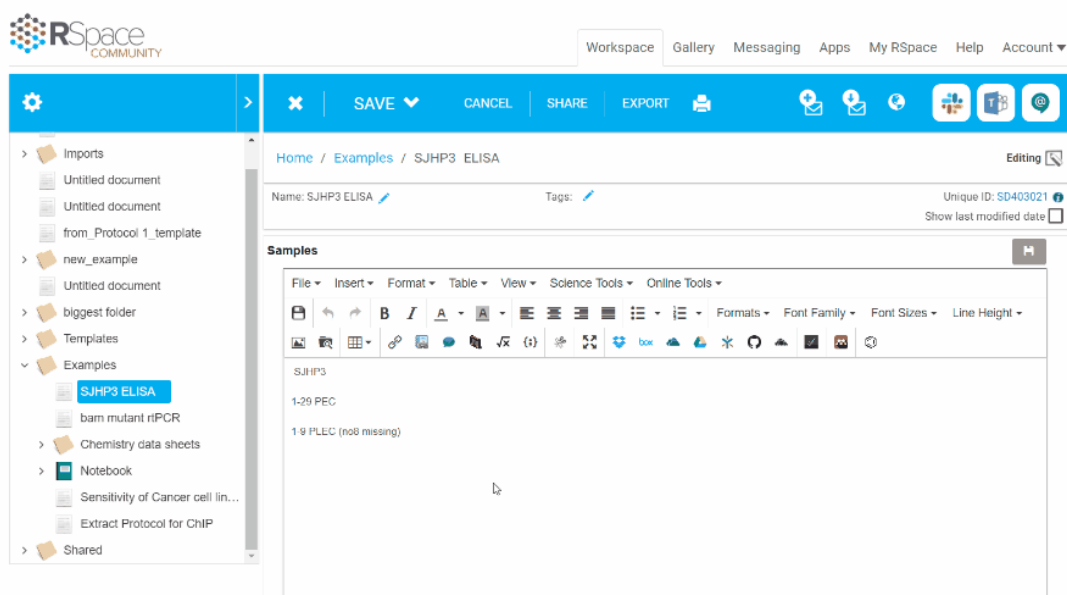 RSpace
COMMUNITY
Workspace Gallery Messaging Apps My RSpace Help Account
SAVE CANCEL SHARE EXPORT
Imports
Untitled document
Untitled document
from_Protocol 1_template
new_example
Untitled document
biggest folder
Templates
Examples
SJHP3 ELISA
bam mutant rtPCR
Chemistry data sheets
Notebook
Sensitivity of Cancer cell lin...
Extract Protocol for ChIP
Shared
Home / Examples / SJHP3 ELISA
Editing
Name: SJHP3 ELISA Tags: Unique ID: SD403021
Show last modified date
Samples
File Insert Format Table View Science Tools Online Tools
B I A A Formats Font Family Font Sizes Line Height
box
SJHP3
1-29 PEC
1-9 PLEC (no8 missing)